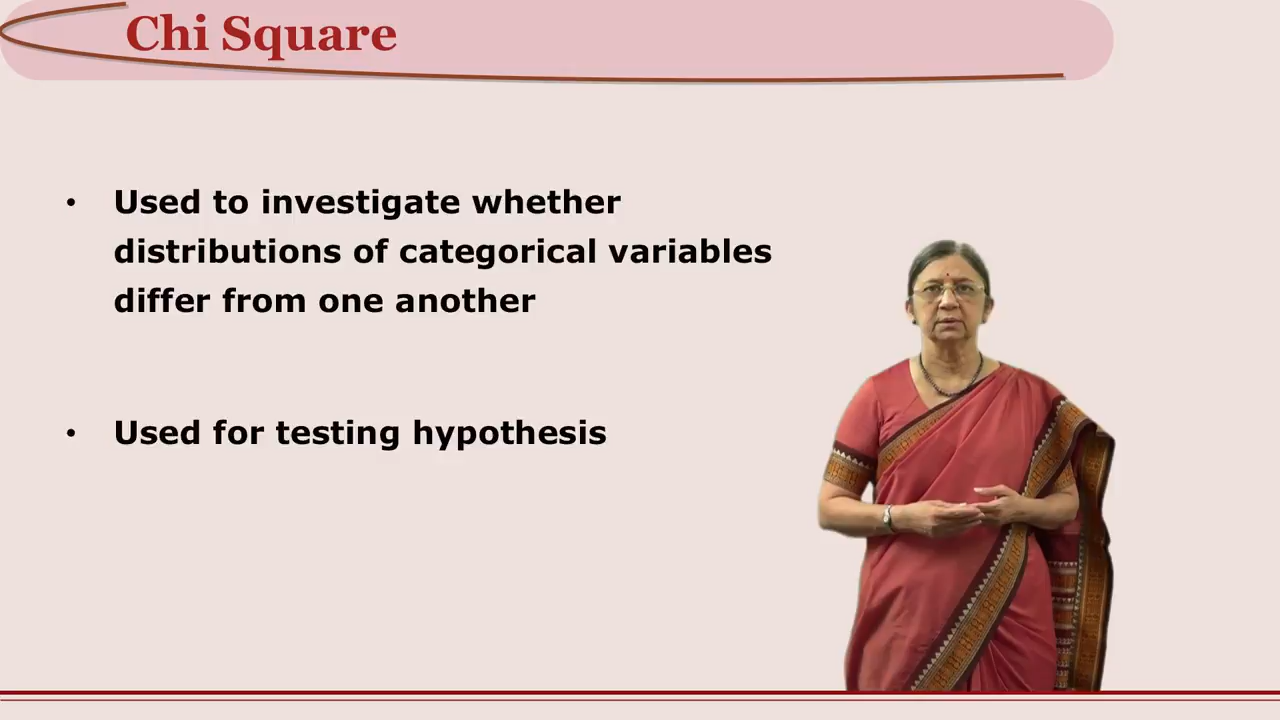 Chi Square
• Used to investigate whether
distributions of categorical variables
differ from one another
• Used for testing hypothesis